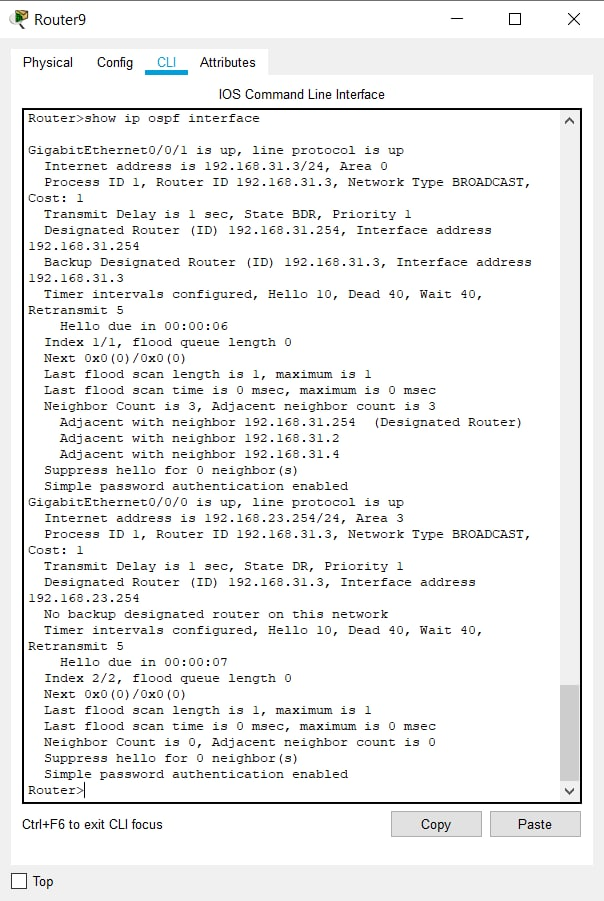 Router9
Physical Config CLI Attributes
IOS Command Line Interface
Router>show ip ospf interface
GigabitEthernet0/0/1 is up, line protocol is up
Internet address is 192.168.31.3/24, Area 0
Process ID 1, Router ID 192.168.31.3, Network Type BROADCAST,
Cost: 1
Transmit Delay is 1 sec, State BDR, Priority 1
Designated Router (ID) 192.168.31.254, Interface address
192.168.31.254
Backup Designated Router (ID) 192.168.31.3, Interface address
192.168.31.3
Timer intervals configured, Hello 10, Dead 40, Wait 40,
Retransmit 5
Hello due in 00:00:06
Index 1/1, flood queue length 0
Next 0x0(0)/0x0(0)
Last flood scan length is 1, maximum is 1
Last flood scan time is 0 msec, maximum is 0 msec
Neighbor Count is 3, Adjacent neighbor count is 3
Adjacent with neighbor 192.168.31.254 (Designated Router)
Adjacent with neighbor 192.168.31.2
Adjacent with neighbor 192.168.31.4
Suppress hello for 0 neighbor(s)
Simple password authentication enabled
GigabitEthernet0/0/0 is up, line protocol is up
Internet address is 192.168.23.254/24, Area 3
Process ID 1, Router ID 192.168.31.3, Network Type BROADCAST,
Cost: 1
Transmit Delay is 1 sec, State DR, Priority 1
Designated Router (ID) 192.168.31.3, Interface address
192.168.23.254
No backup designated router on this network
Timer intervals configured, Hello 10, Dead 40, Wait 40,
Retransmit 5
Hello due in 00:00:07
Index 2/2, flood queue length 0
Next 0x0(0)/0x0(0)
Last flood scan length is 1, maximum is 1
Last flood scan time is 0 msec, maximum is 0 msec
Neighbor Count is 0, Adjacent neighbor count is 0
Suppress hello for 0 neighbor(s)
Simple password authentication enabled
Router>
Ctrl+F6 to exit CLI focus Copy Paste
Top